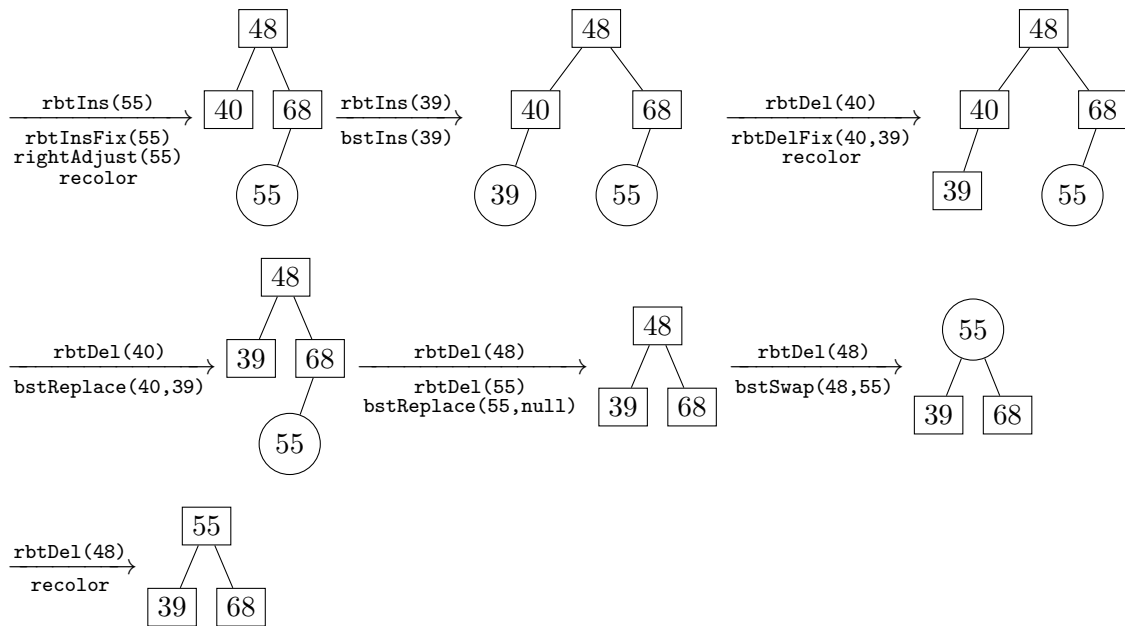 48
40 68
55
rbtIns(55)
rbtInsFix(55)
rightAdjust(55)
recolor
48
40 68
39 55
rbtIns(39)
bstIns(39)
48
40 68
39 55
rbtDel(40)
rbtDelFix(40,39)
recolor
48
39 68
55
rbtDel(40)
bstReplace(40,39)
48
39 68
rbtDel(48)
rbtDel(55)
bstReplace(55,null)
55
39 68
rbtDel(48)
bstSwap(48,55)
55
39 68
rbtDel(48)
recolor